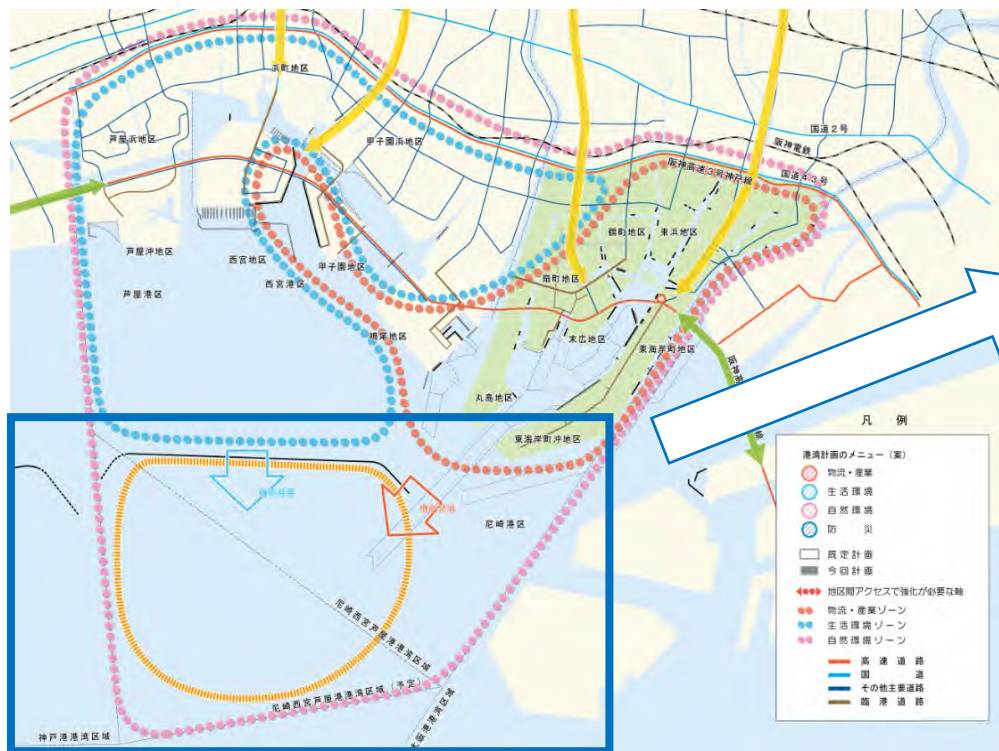 浜町地区
芦屋浜地区
甲子園浜地区
国道2号
阪神電鉄
阪神高速3号神戸線
国道43号
鶴町地区
東浜地区
芦屋沖地区
西宮地区
甲子園地区
扇町地区
芦屋港区
西宮港区
鳴尾地区
末広地区
東海岸町地区
丸島地区
東海岸町沖地区
尼崎港区
尼崎西宮芦屋港港湾区域
尼崎西宮芦屋港港湾区域(予定)
神戸港港湾区域
大阪港港湾区域
凡例
港湾計画のメニュー(案)
物流・産業
生活環境
自然環境
防災
既定計画
今回計画
地区間アクセスで強化が必要な軸
物流・産業ゾーン
生活環境ゾーン
自然環境ゾーン
高速道路
国道
その他主要道路
臨港道路